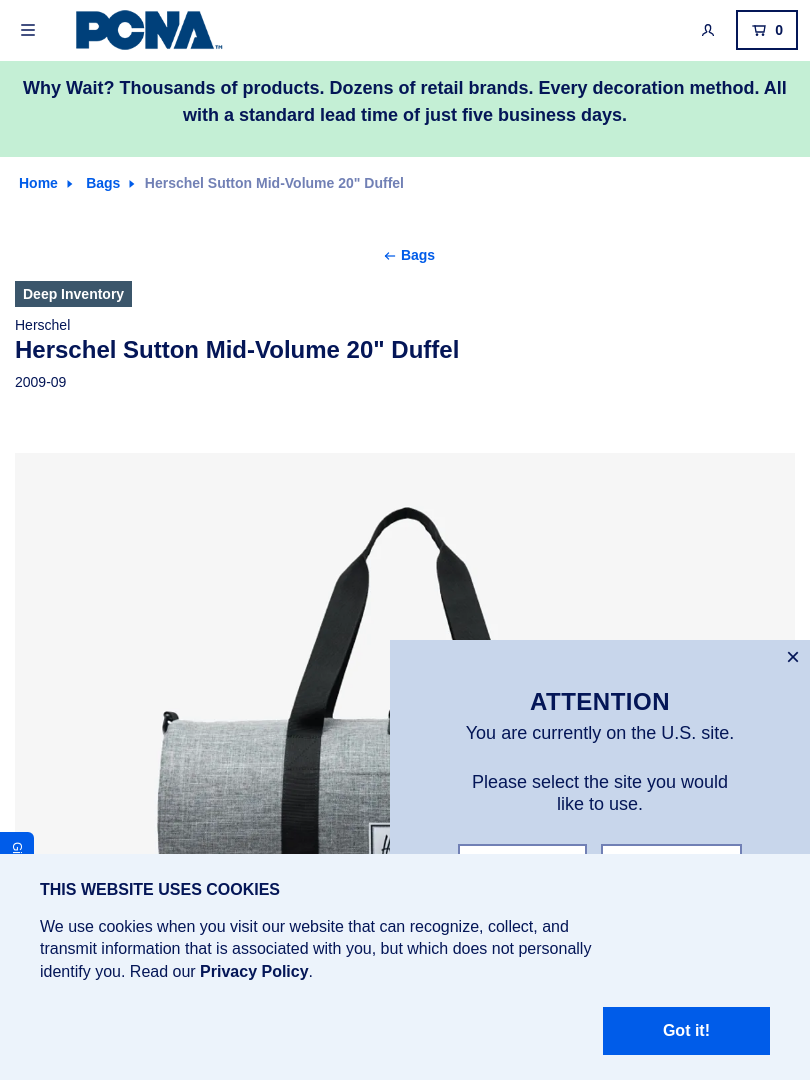 PCNA™
0
Why Wait? Thousands of products. Dozens of retail brands. Every decoration method. All
with a standard lead time of just five business days.
Home Bags Herschel Sutton Mid-Volume 20" Duffel
← Bags
Deep Inventory
Herschel
Herschel Sutton Mid-Volume 20" Duffel
2009-09
×
ATTENTION
You are currently on the U.S. site.
Please select the site you would
like to use.
THIS WEBSITE USES COOKIES
We use cookies when you visit our website that can recognize, collect, and
transmit information that is associated with you, but which does not personally
identify you. Read our Privacy Policy.
Got it!